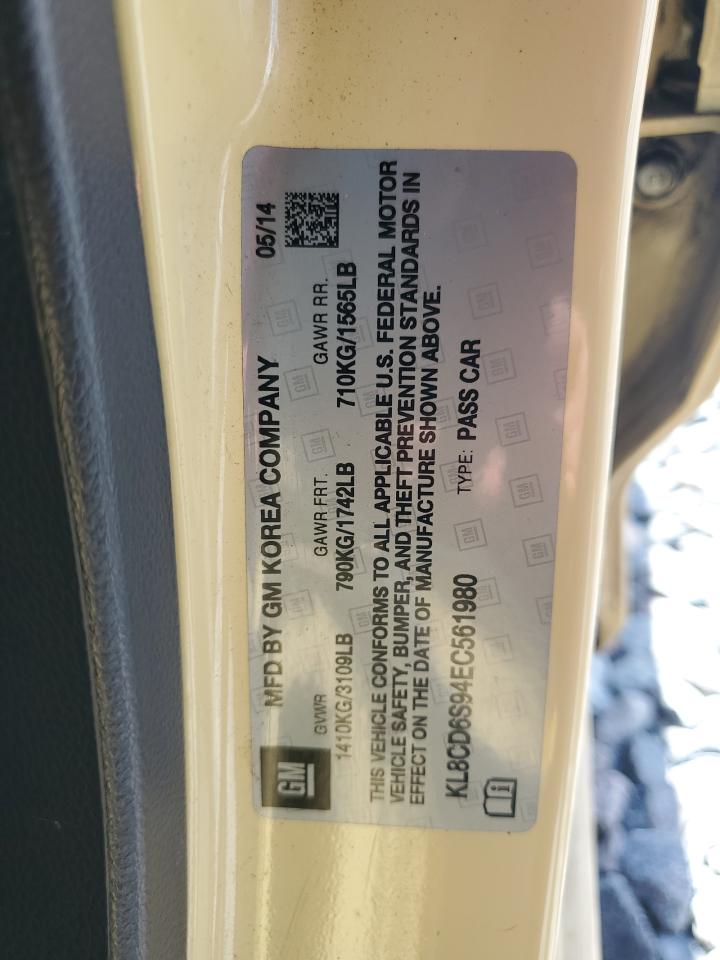 GM
MFD BY GM KOREA COMPANY 05/14
GVWR GAWR FRT. GAWR RR.
1410KG/3109LB 790KG/1742LB 710KG/1565LB
THIS VEHICLE CONFORMS TO ALL APPLICABLE U.S. FEDERAL MOTOR
VEHICLE SAFETY, BUMPER, AND THEFT PREVENTION STANDARDS IN
EFFECT ON THE DATE OF MANUFACTURE SHOWN ABOVE.
KL8CD6S94EC561980 TYPE: PASS CAR